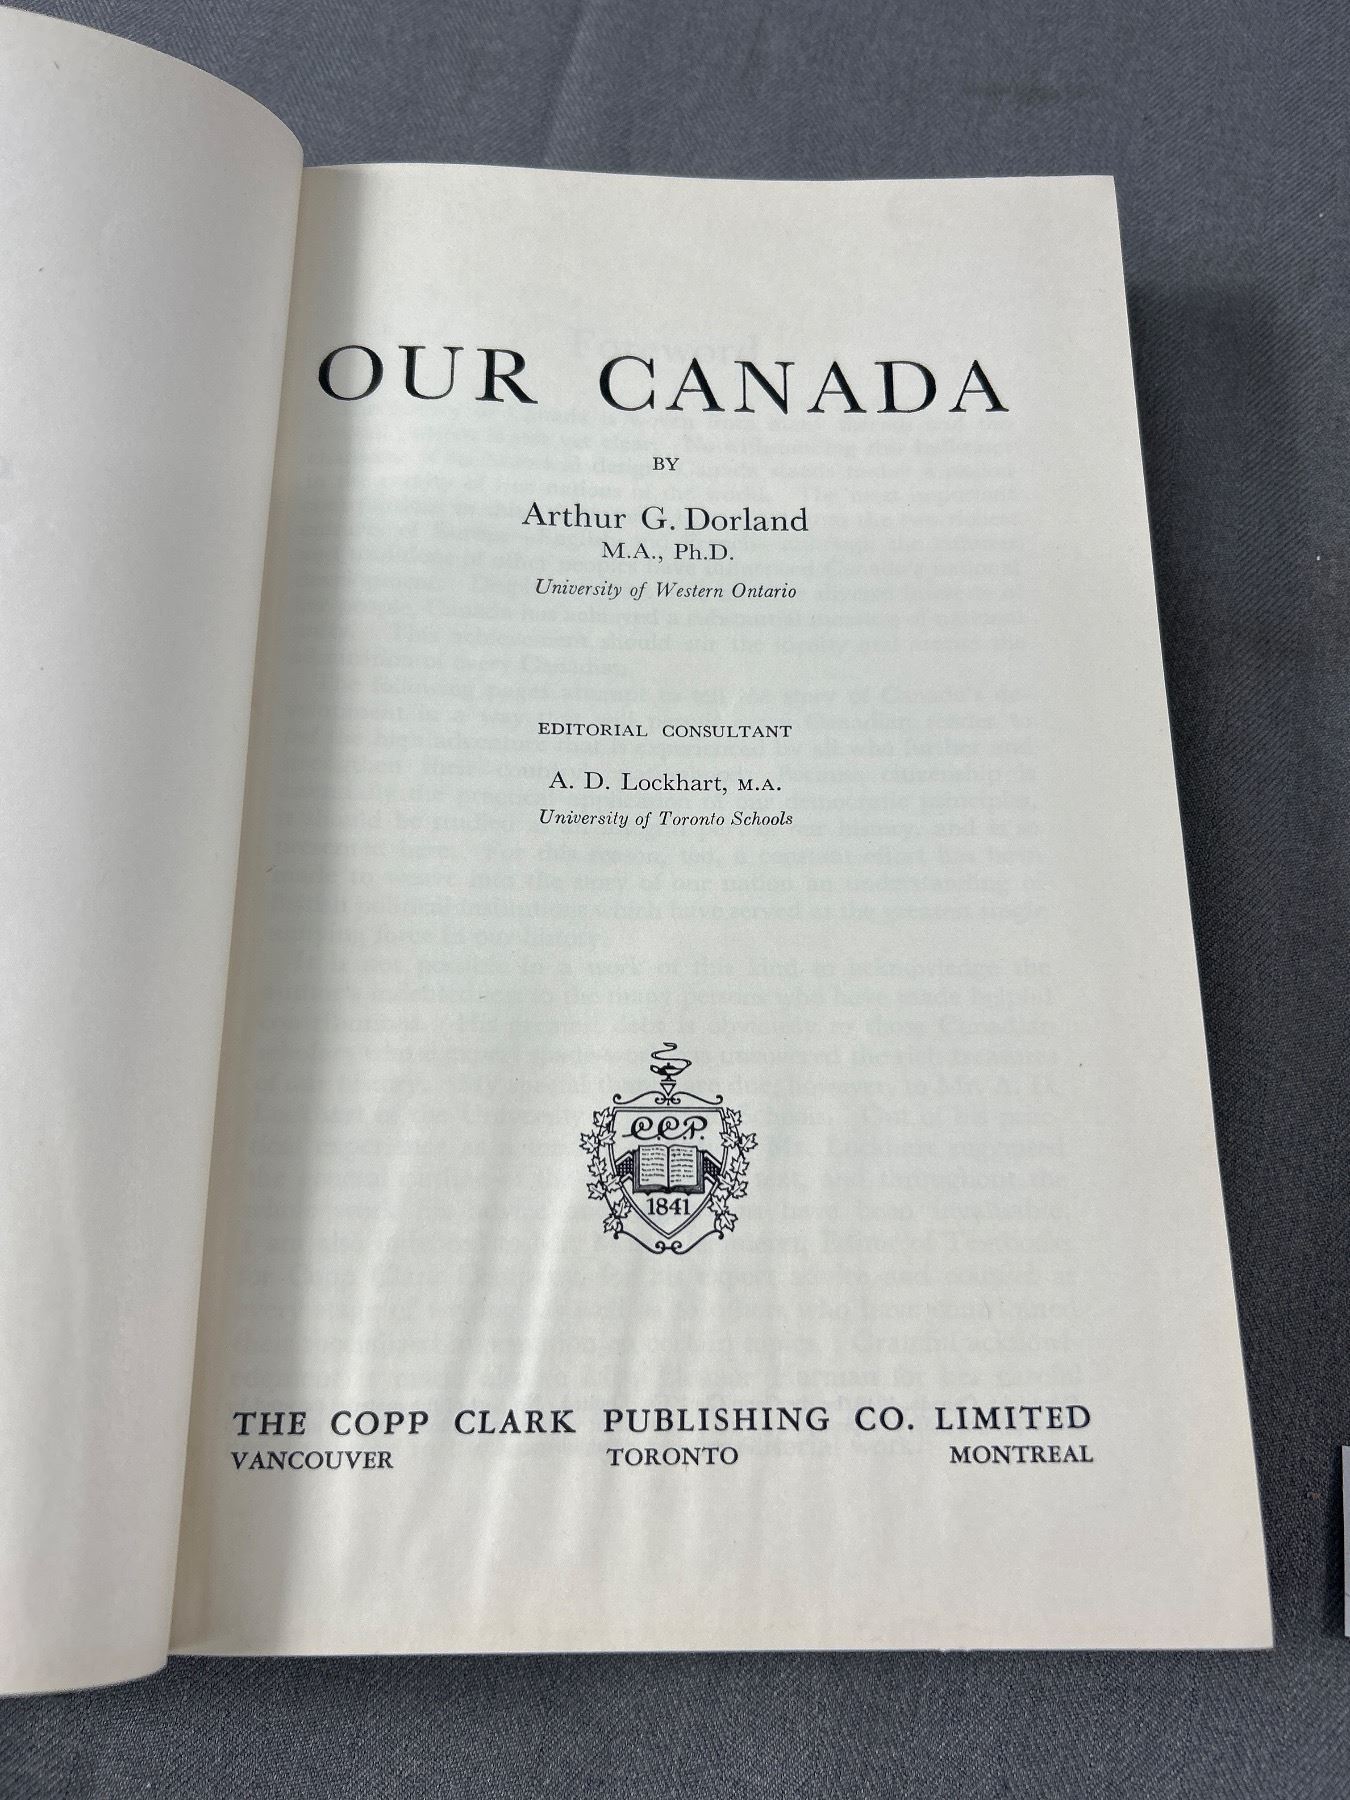 OUR CANADA
BY
Arthur G. Dorland
M.A., Ph.D.
University of Western Ontario
EDITORIAL CONSULTANT
A. D. Lockhart, M.A.
University of Toronto Schools
C.C.P.
1841
THE COPP CLARK PUBLISHING CO. LIMITED
VANCOUVER TORONTO MONTREAL